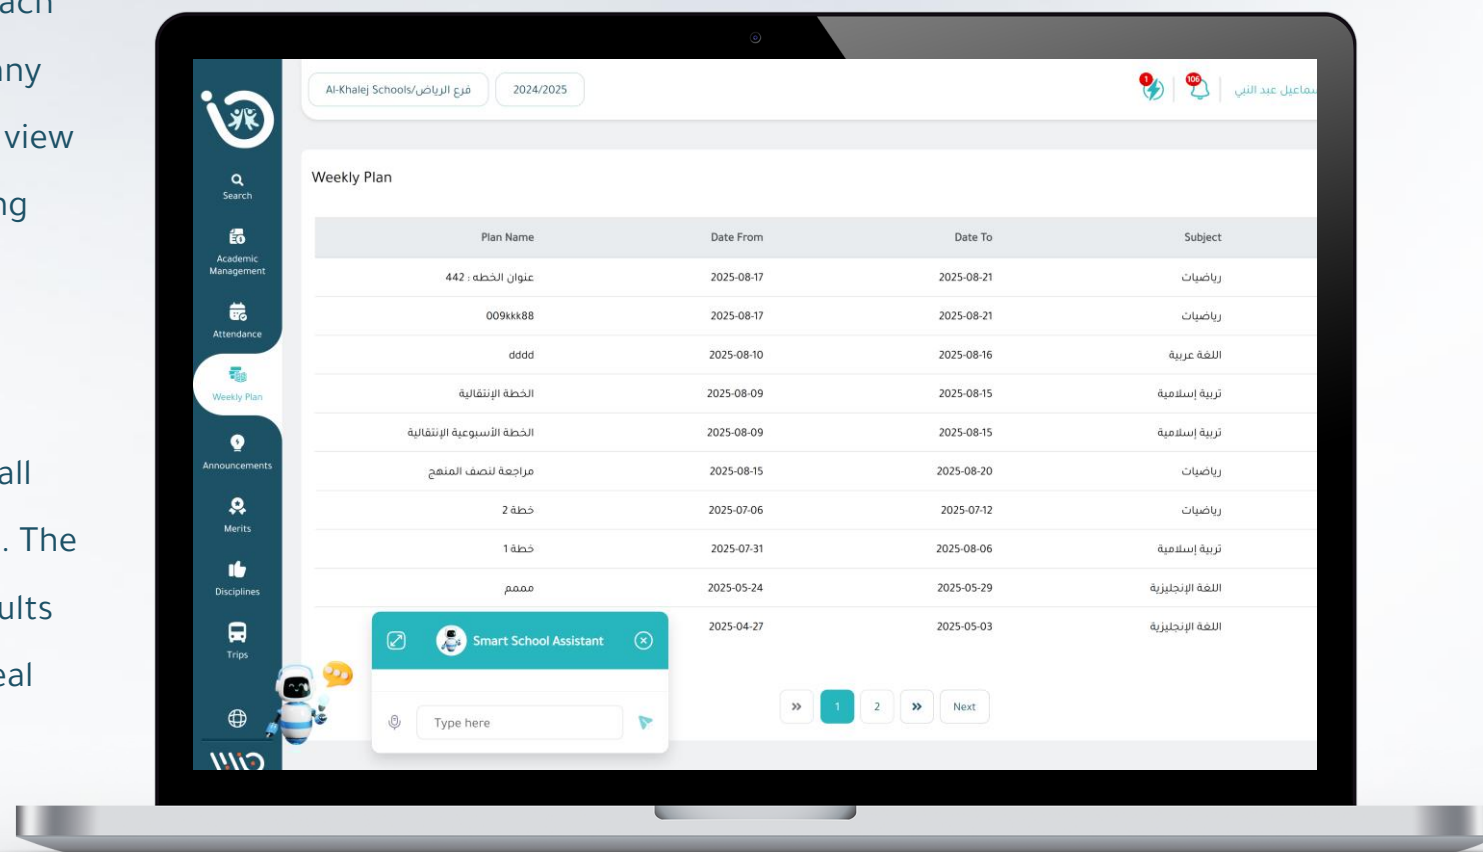 ach
any
view
ng
all
. The
ults
eal
Al-Khalej Schools/فرع الرياض
2024/2025
1
106
سماعيل عبد النبي
Search
Academic
Management
Attendance
Weekly Plan
Announcements
Merits
Disciplines
Trips
Weekly Plan
Plan Name Date From Date To Subject
عنوان الخطه : 442 2025-08-17 2025-08-21 رياضيات
009kkk88 2025-08-17 2025-08-21 رياضيات
dddd 2025-08-10 2025-08-16 اللغة عربية
الخطة الإنتقالية 2025-08-09 2025-08-15 تربية إسلامية
الخطة الأسبوعية الإنتقالية 2025-08-09 2025-08-15 تربية إسلامية
مراجعة لنصف المنهج 2025-08-15 2025-08-20 رياضيات
خطة 2 2025-07-06 2025-07-12 رياضيات
خطة 1 2025-07-31 2025-08-06 تربية إسلامية
مممم 2025-05-24 2025-05-29 اللغة الإنجليزية
2025-04-27 2025-05-03 اللغة الإنجليزية
Smart School Assistant
Type here
» 1 2 » Next